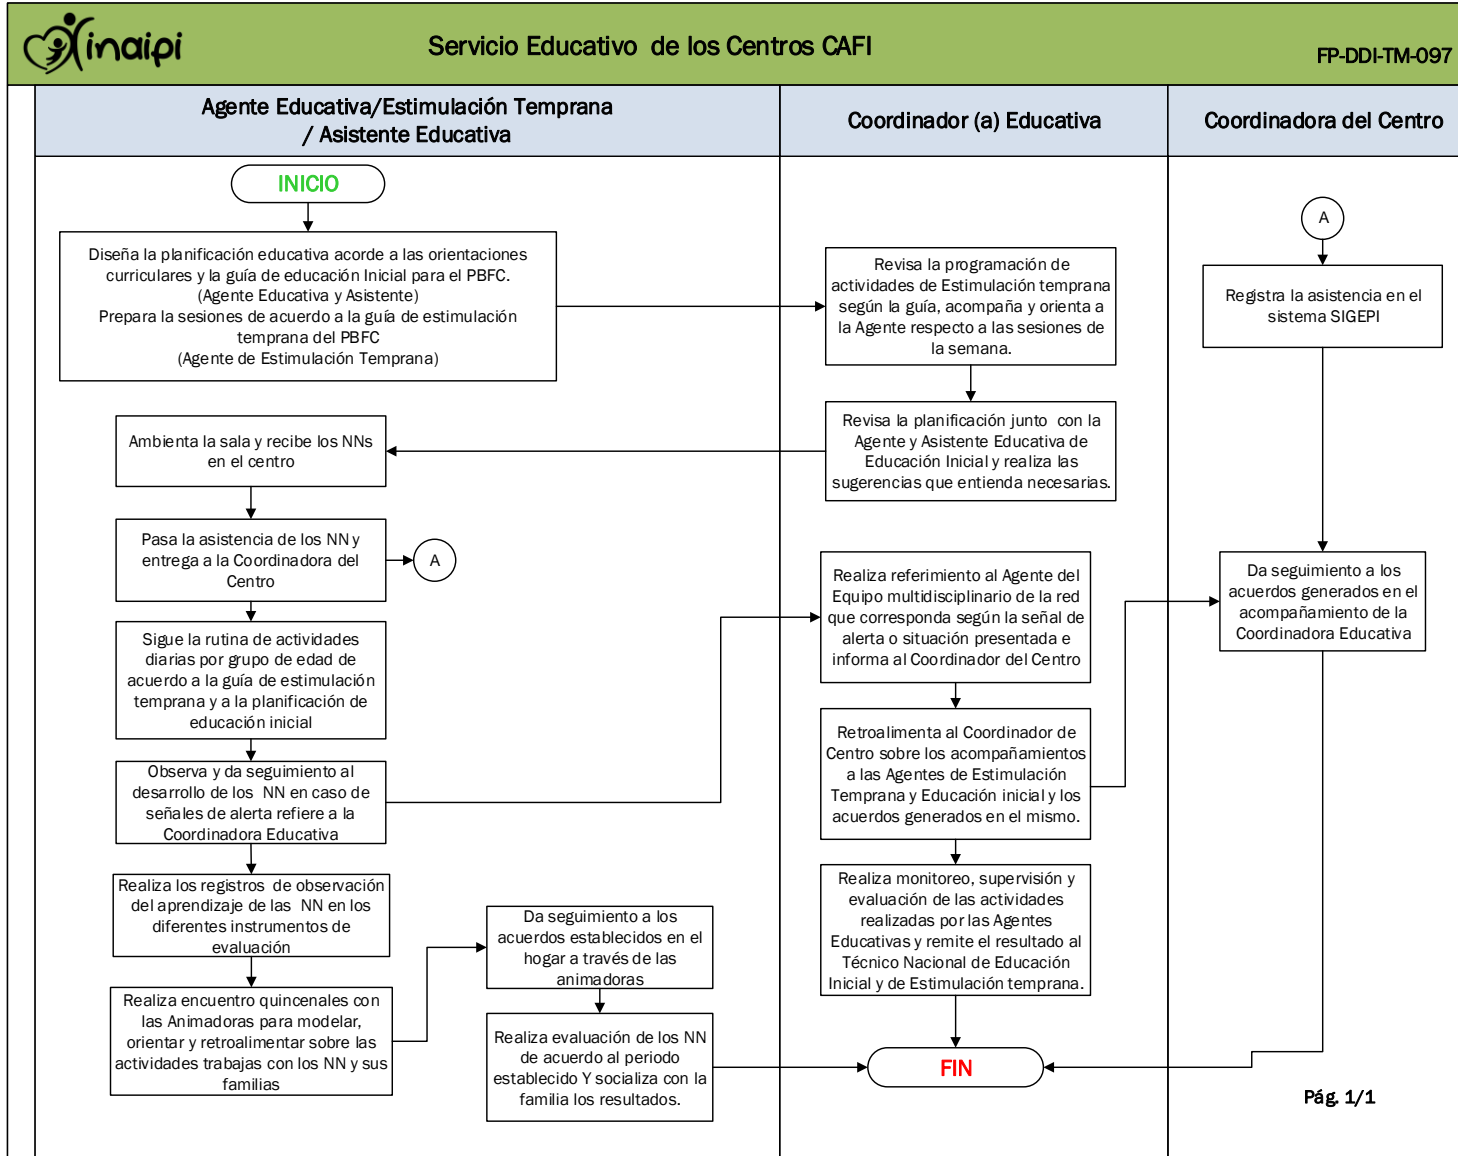 inaipi
Servicio Educativo de los Centros CAFI
FP-DDI-TM-097
Agente Educativa/Estimulación Temprana
/ Asistente Educativa
Coordinador (a) Educativa
Coordinadora del Centro
INICIO
Diseña la planificación educativa acorde a las orientaciones
curriculares y la guía de educación Inicial para el PBFC.
(Agente Educativa y Asistente)
Prepara la sesiones de acuerdo a la guía de estimulación
temprana del PBFC
(Agente de Estimulación Temprana)
Revisa la programación de
actividades de Estimulación temprana
según la guía, acompaña y orienta a
la Agente respecto a las sesiones de
la semana.
Revisa la planificación junto con la
Agente y Asistente Educativa de
Educación Inicial y realiza las
sugerencias que entienda necesarias.
Ambienta la sala y recibe los NNs
en el centro
Pasa la asistencia de los NN y
entrega a la Coordinadora del
Centro
A
Sigue la rutina de actividades
diarias por grupo de edad de
acuerdo a la guía de estimulación
temprana y a la planificación de
educación inicial
Observa y da seguimiento al
desarrollo de los NN en caso de
señales de alerta refiere a la
Coordinadora Educativa
Realiza los registros de observación
del aprendizaje de las NN en los
diferentes instrumentos de
evaluación
Realiza encuentro quincenales con
las Animadoras para modelar,
orientar y retroalimentar sobre las
actividades trabajas con los NN y sus
familias
Da seguimiento a los
acuerdos establecidos en el
hogar a través de las
animadoras
Realiza evaluación de los NN
de acuerdo al periodo
establecido Y socializa con la
familia los resultados.
Realiza referimiento al Agente del
Equipo multidisciplinario de la red
que corresponda según la señal de
alerta o situación presentada e
informa al Coordinador del Centro
Retroalimenta al Coordinador de
Centro sobre los acompañamientos
a las Agentes de Estimulación
Temprana y Educación inicial y los
acuerdos generados en el mismo.
Realiza monitoreo, supervisión y
evaluación de las actividades
realizadas por las Agentes
Educativas y remite el resultado al
Técnico Nacional de Educación
Inicial y de Estimulación temprana.
FIN
A
Registra la asistencia en el
sistema SIGEPI
Da seguimiento a los
acuerdos generados en el
acompañamiento de la
Coordinadora Educativa
Pág. 1/1